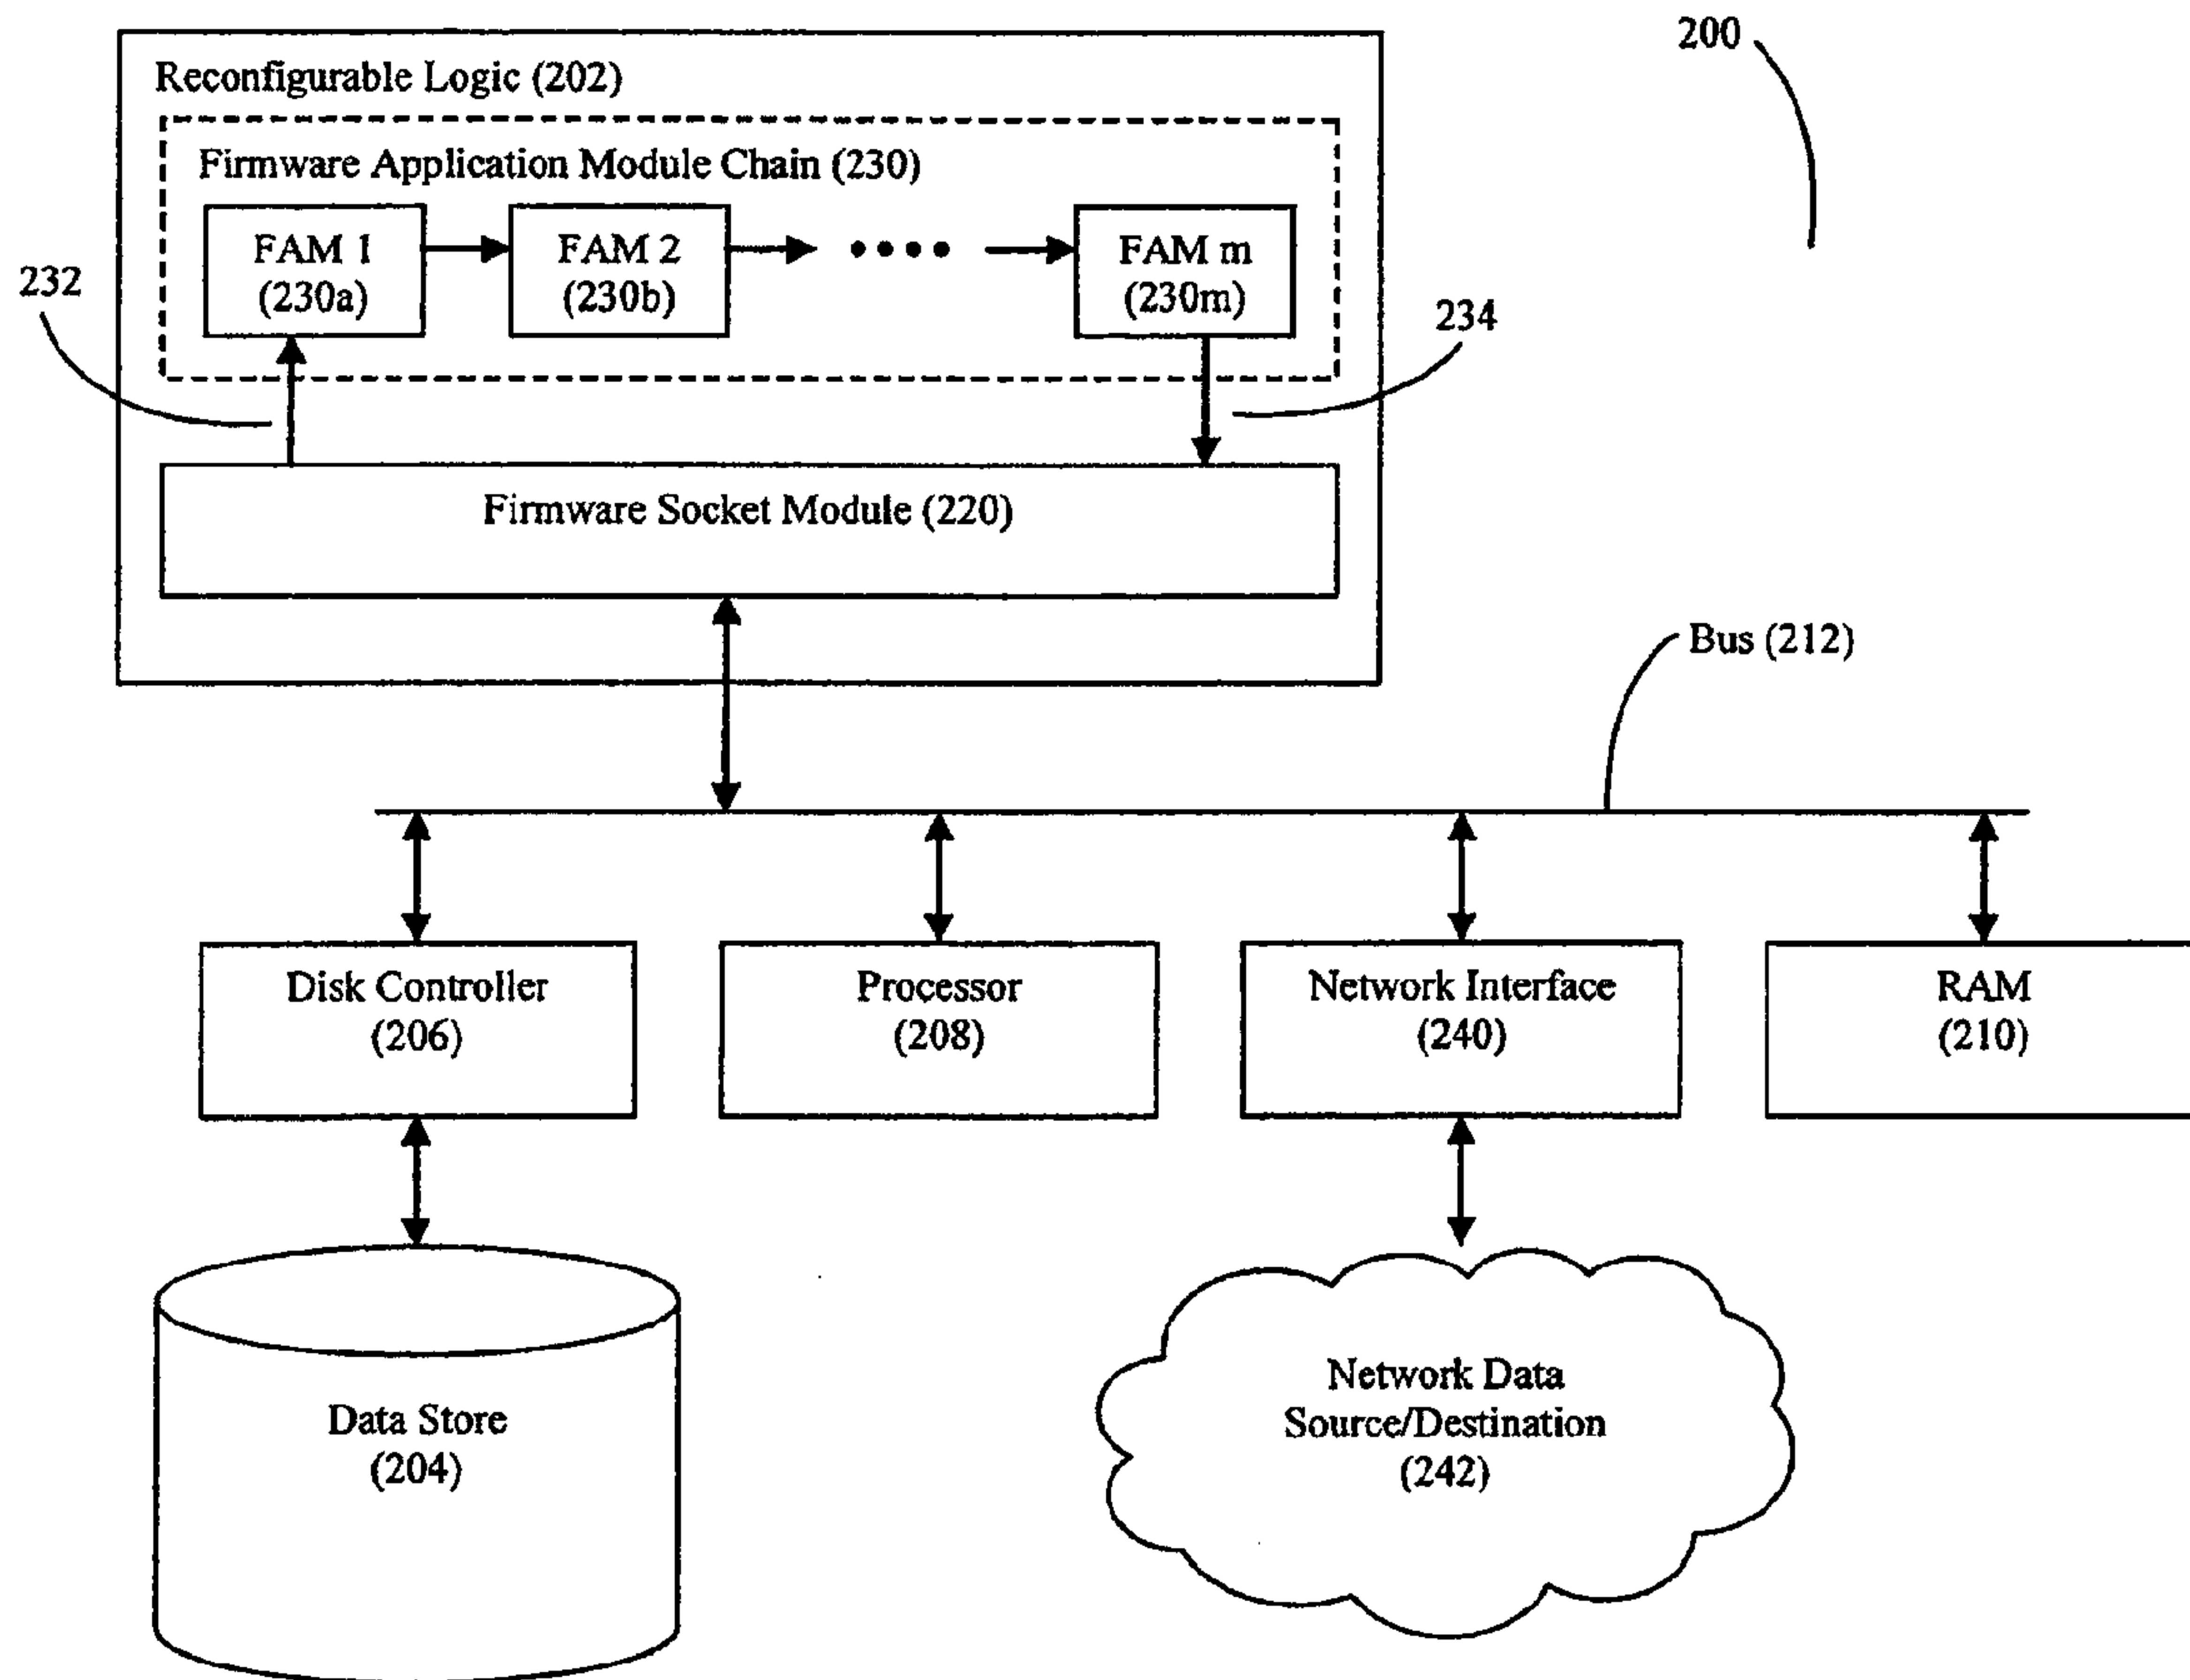 200
Reconfigurable Logic (202)
Firmware Application Module Chain (230)
FAM 1
(230a)
FAM 2
(230b)
FAM m
(230m)
232
234
Firmware Socket Module (220)
Bus (212)
Disk Controller
(206)
Processor
(208)
Network Interface
(240)
RAM
(210)
Data Store
(204)
Network Data
Source/Destination
(242)